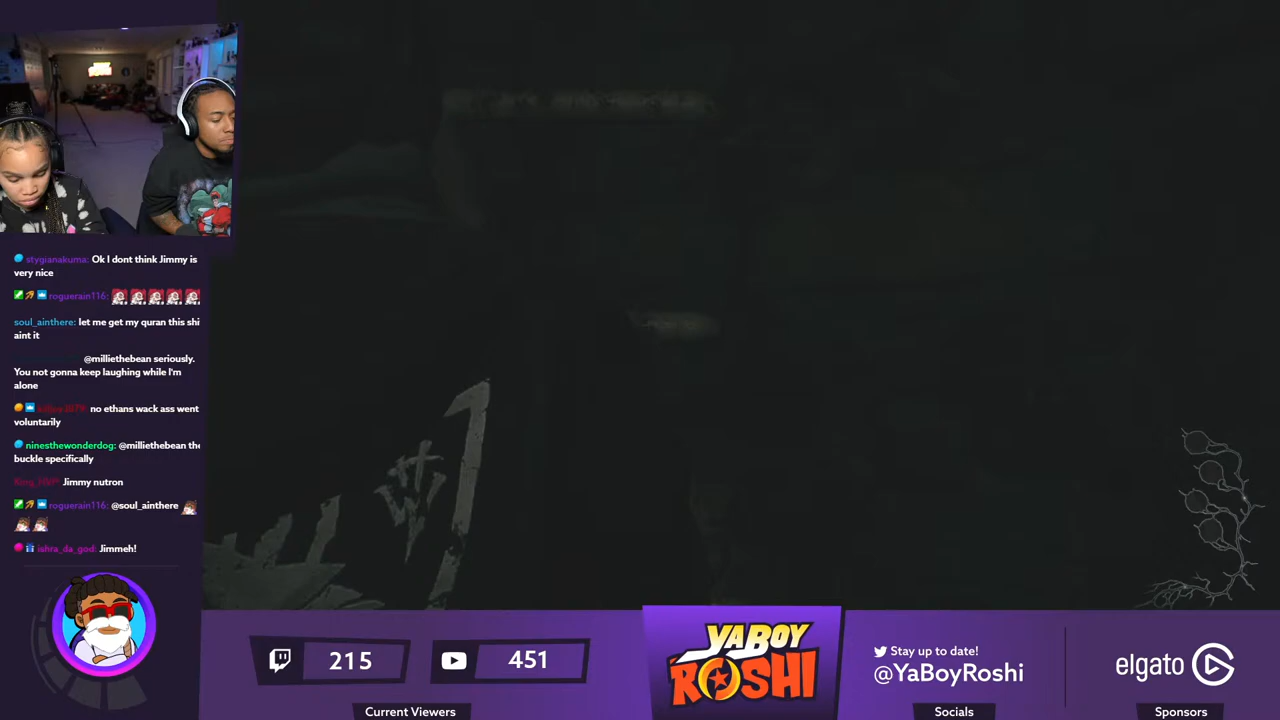 stygianakuma: Ok I dont think Jimmy is
very nice
roguerain116:
soul_ainthere: let me get my quran this shi
aint it
@milliethebean seriously.
You not gonna keep laughing while I'm
alone
no ethans wack ass went
voluntarily
ninesthewonderdog: @milliethebean the
buckle specifically
King_MVP: Jimmy nutron
roguerain116: @soul_ainthere
ishra_da_god: Jimmeh!
215
451
Current Viewers
YABOY
ROSHI
Stay up to date!
@YaBoyRoshi
Socials
elgato
Sponsors